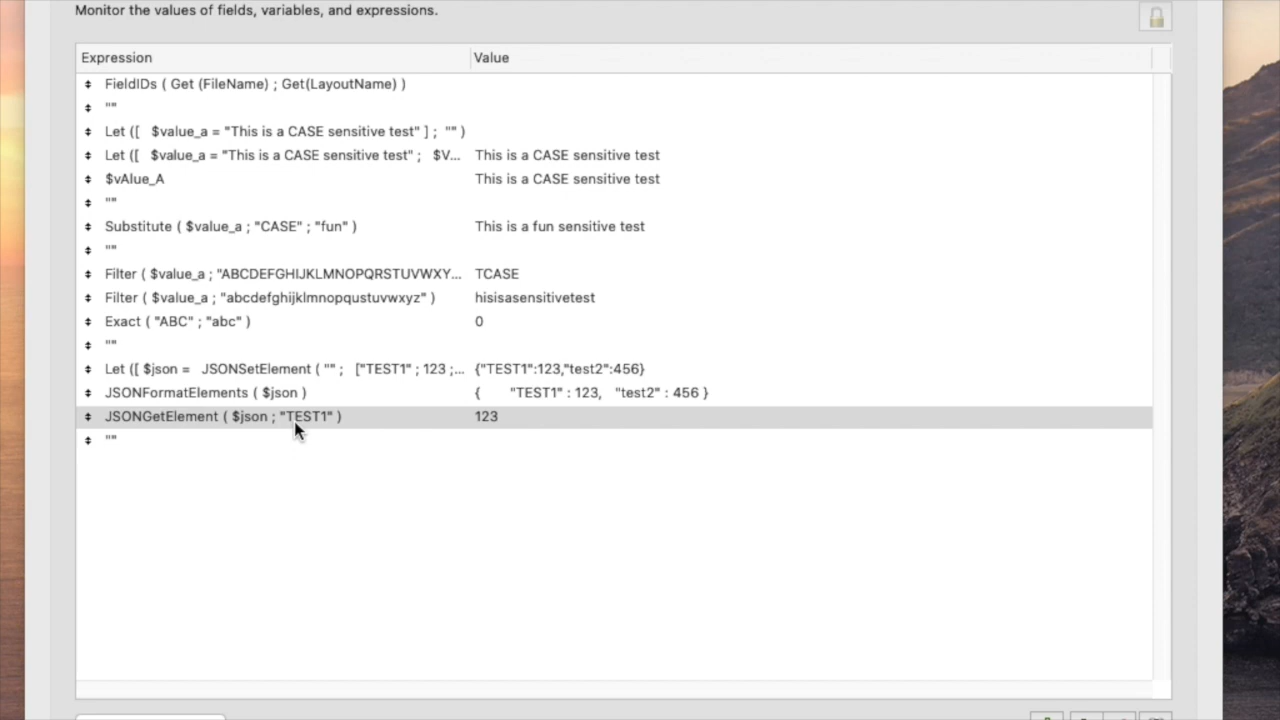 Monitor the values of fields, variables, and expressions.
Expression Value
FieldIDs ( Get (FileName) ; Get(LayoutName) )
""
Let ([ $value_a = "This is a CASE sensitive test" ] ; "" )
Let ([ $value_a = "This is a CASE sensitive test" ; $V... This is a CASE sensitive test
$vAlue_A This is a CASE sensitive test
""
Substitute ( $value_a ; "CASE" ; "fun" ) This is a fun sensitive test
""
Filter ( $value_a ; "ABCDEFGHIJKLMNOPQRSTUVWXY... TCASE
Filter ( $value_a ; "abcdefghijklmnopqustuvwxyz" ) hisisasensitivetest
Exact ( "ABC" ; "abc" ) 0
""
Let ([ $json = JSONSetElement ( "" ; ["TEST1" ; 123 ;... {"TEST1":123,"test2":456}
JSONFormatElements ( $json ) { "TEST1" : 123, "test2" : 456 }
JSONGetElement ( $json ; "TEST1" ) 123
""